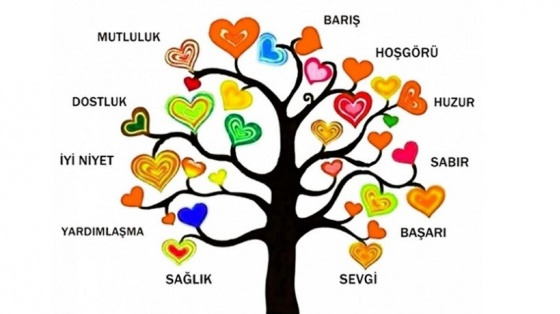 BARIŞ
MUTLULUK
HOŞGÖRÜ
DOSTLUK
HUZUR
İYİ NİYET
SABIR
YARDIMLAŞMA
BAŞARI
SAĞLIK
SEVGİ